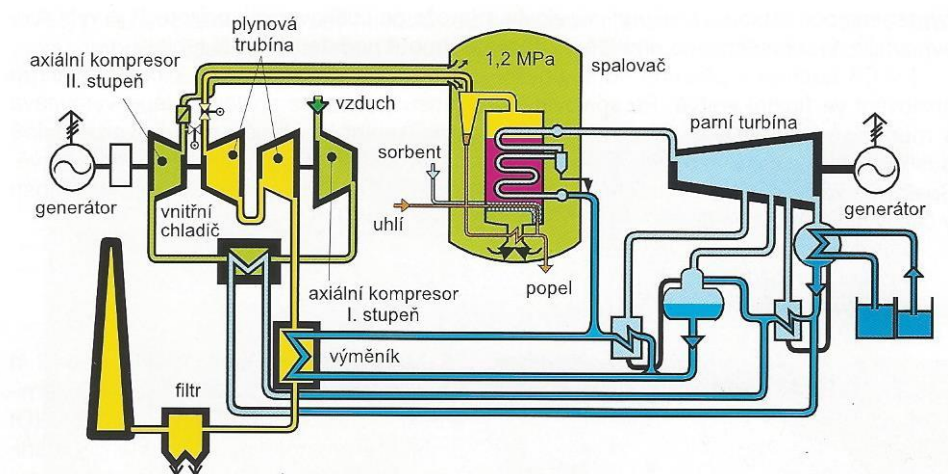 plynová
trubína
axiální kompresor
II. stupeň
1,2 MPa
spalovač
vzduch
parní turbína
sorbent
generátor
vnitřní
chladič
uhlí
generátor
popel
axiální kompresor
I. stupeň
výměník
filtr